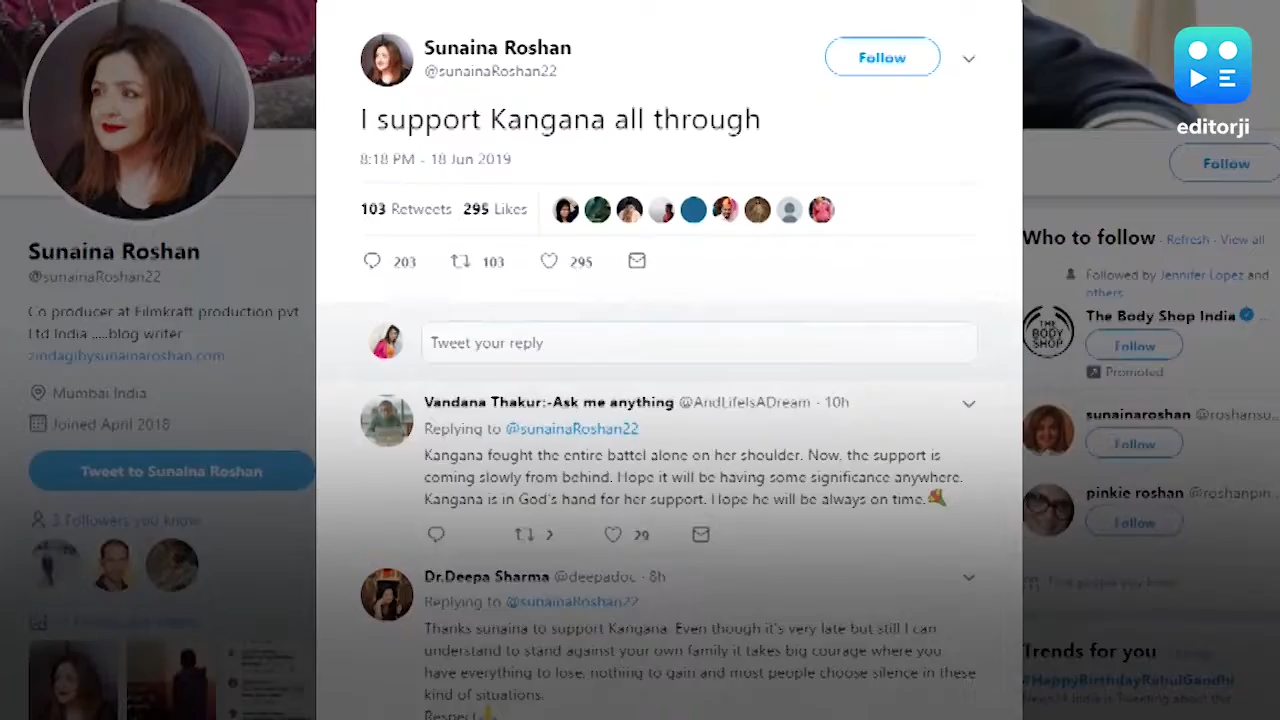 Sunaina Roshan
@sunainaRoshan22
Follow
I support Kangana all through
8:18 PM - 18 Jun 2019
103 Retweets 295 Likes
203 103 295
Tweet your reply
Vandana Thakur:-Ask me anything @AndLifeIsADream · 10h
Replying to @sunainaRoshan22
Kangana fought the entire battel alone on her shoulder. Now, the support is
coming slowly from behind. Hope it will be having some significance anywhere.
Kangana is in God's hand for her support. Hope he will be always on time.
29
Dr.Deepa Sharma @deepadoc · 8h
Replying to @sunainaRoshan22
Thanks sunaina to support Kangana. Even though it's very late but still I can
understand to stand against your own family it takes big courage where you
have everything to lose, nothing to gain and most people choose silence in these
kind of situations.
Respect
Sunaina Roshan
@sunainaRoshan22
Co producer at Filmkraft production pvt
Ltd India .....blog writer
zindagibysunainaroshan.com
Mumbai India
Joined April 2018
Tweet to Sunaina Roshan
3 Followers you know
editorji
Follow
Who to follow · Refresh · View all
Followed by Jennifer Lopez and
others
The Body Shop India
THE BODY SHOP
Follow
Promoted
sunainaroshan @roshansu...
Follow
pinkie roshan @roshanpin...
Follow
Find people you know
Trends for you
#HappyBirthdayRahulGandhi